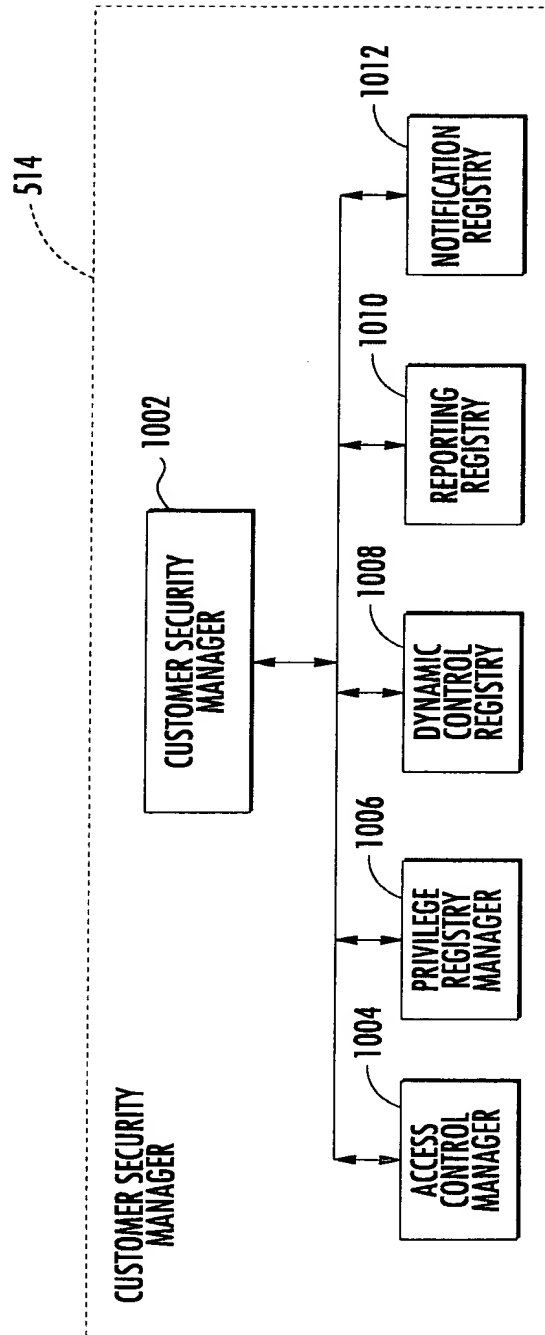 514
CUSTOMER SECURITY
MANAGER
1002
CUSTOMER SECURITY
MANAGER
1004
ACCESS
CONTROL
MANAGER
1006
PRIVILEGE
REGISTRY
MANAGER
1008
DYNAMIC
CONTROL
REGISTRY
1010
REPORTING
REGISTRY
1012
NOTIFICATION
REGISTRY